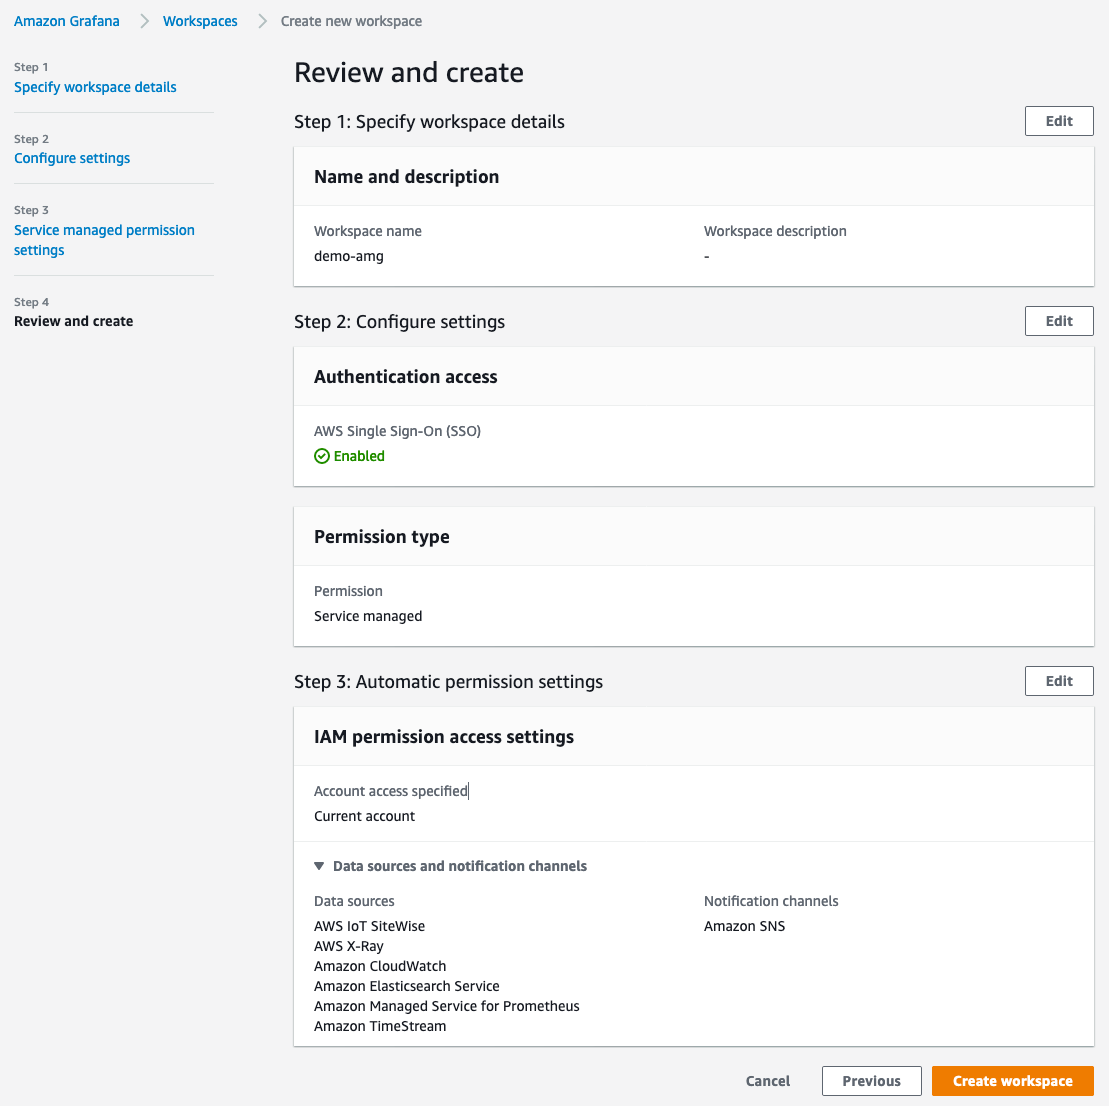 Amazon Grafana > Workspaces > Create new workspace
Step 1
Specify workspace details
Step 2
Configure settings
Step 3
Service managed permission
settings
Step 4
Review and create
Review and create
Step 1: Specify workspace details
Edit
Name and description
Workspace name
Workspace description
demo-amg
-
Step 2: Configure settings
Edit
Authentication access
AWS Single Sign-On (SSO)
Enabled
Permission type
Permission
Service managed
Step 3: Automatic permission settings
Edit
IAM permission access settings
Account access specified
Current account
Data sources and notification channels
Data sources
Notification channels
AWS IoT SiteWise
Amazon SNS
AWS X-Ray
Amazon CloudWatch
Amazon Elasticsearch Service
Amazon Managed Service for Prometheus
Amazon TimeStream
Cancel
Previous
Create workspace